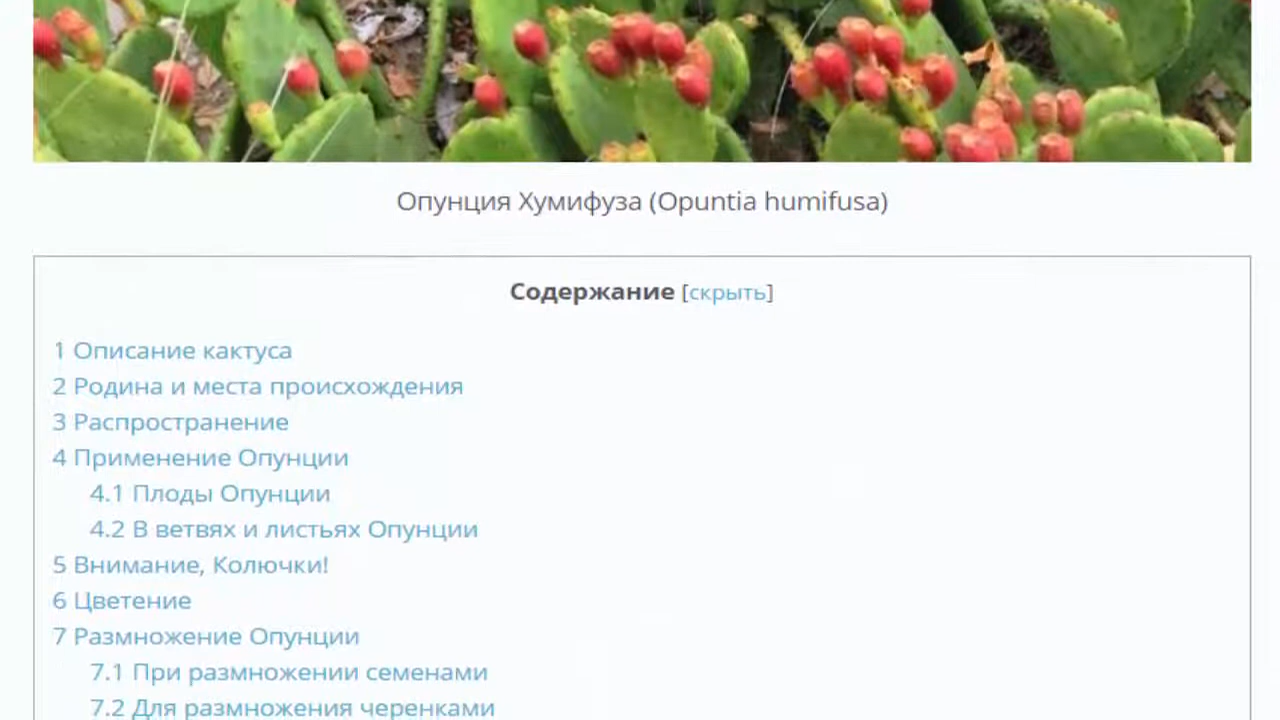 Опунция Хумифуза (Opuntia humifusa)
Содержание [скрыть]
1 Описание кактуса
2 Родина и места происхождения
3 Распространение
4 Применение Опунции
4.1 Плоды Опунции
4.2 В ветвях и листьях Опунции
5 Внимание, Колючки!
6 Цветение
7 Размножение Опунции
7.1 При размножении семенами
7.2 Для размножения черенками